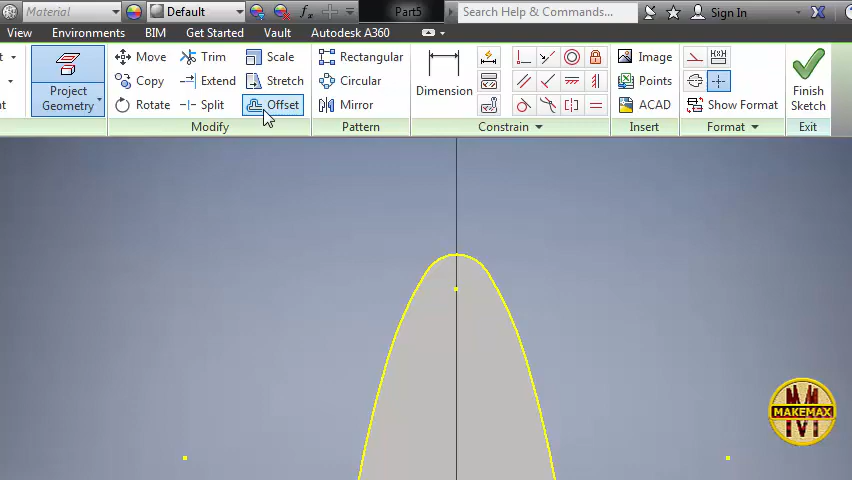 Material Default fx Part5 Search Help & Commands... Sign In
View Environments BIM Get Started Vault Autodesk A360
Project Geometry
Move Trim Scale
Copy Extend Stretch
Rotate Split Offset
Modify
Rectangular
Circular
Mirror
Pattern
Dimension
Constrain
Image
Points
ACAD
Insert
Show Format
Format
Finish Sketch
Exit
MAKEMAX